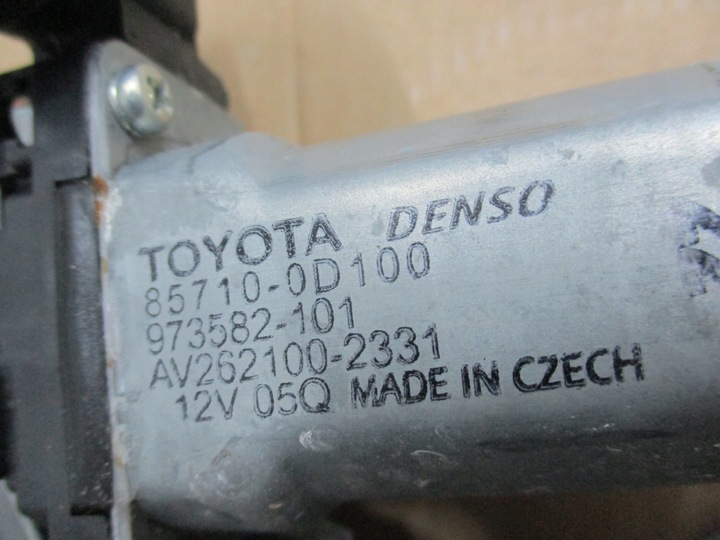 TOYOTA DENSO
85710-0D100
973582-101
AV262100-2331
12V 05Q MADE IN CZECH